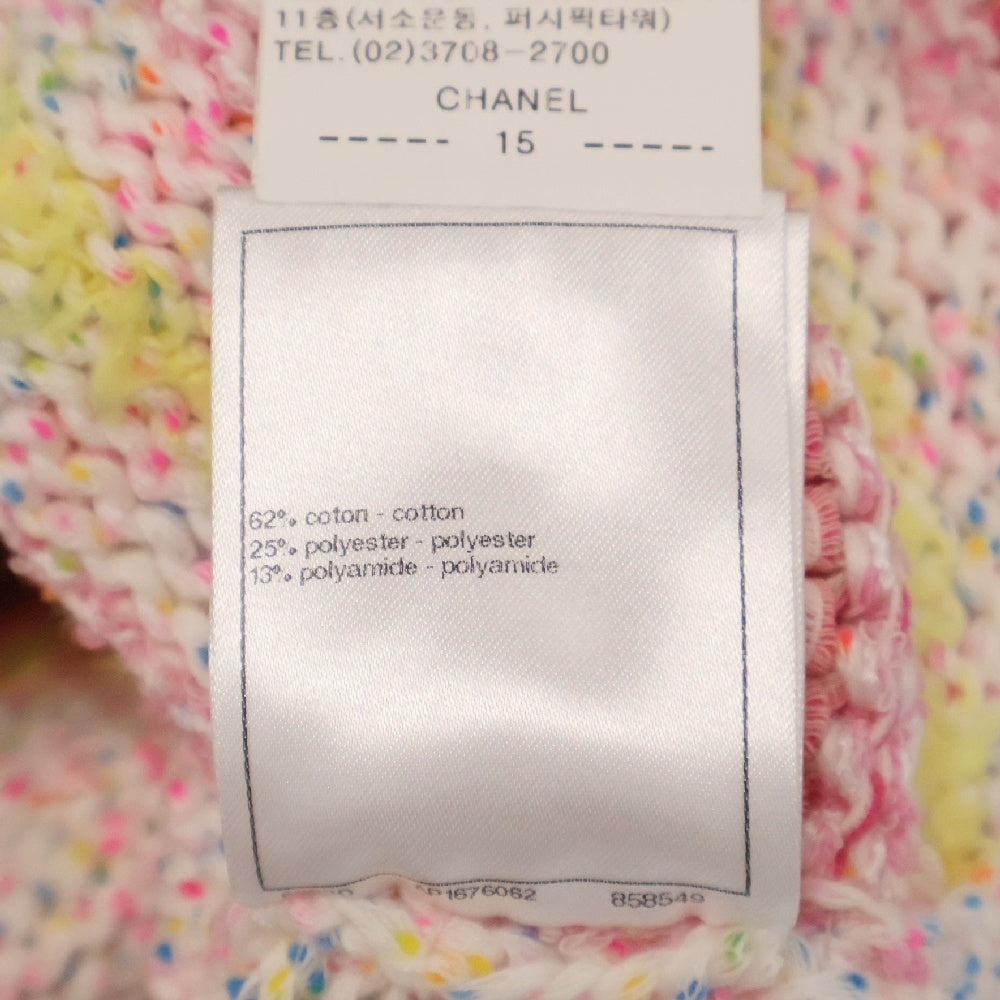 11층(서소문동, 퍼시픽타워)
TEL.(02)3708-2700
CHANEL
----- 15 -----
62% coton - cotton
25% polyester - polyester
13% polyamide - polyamide
1676062 858549